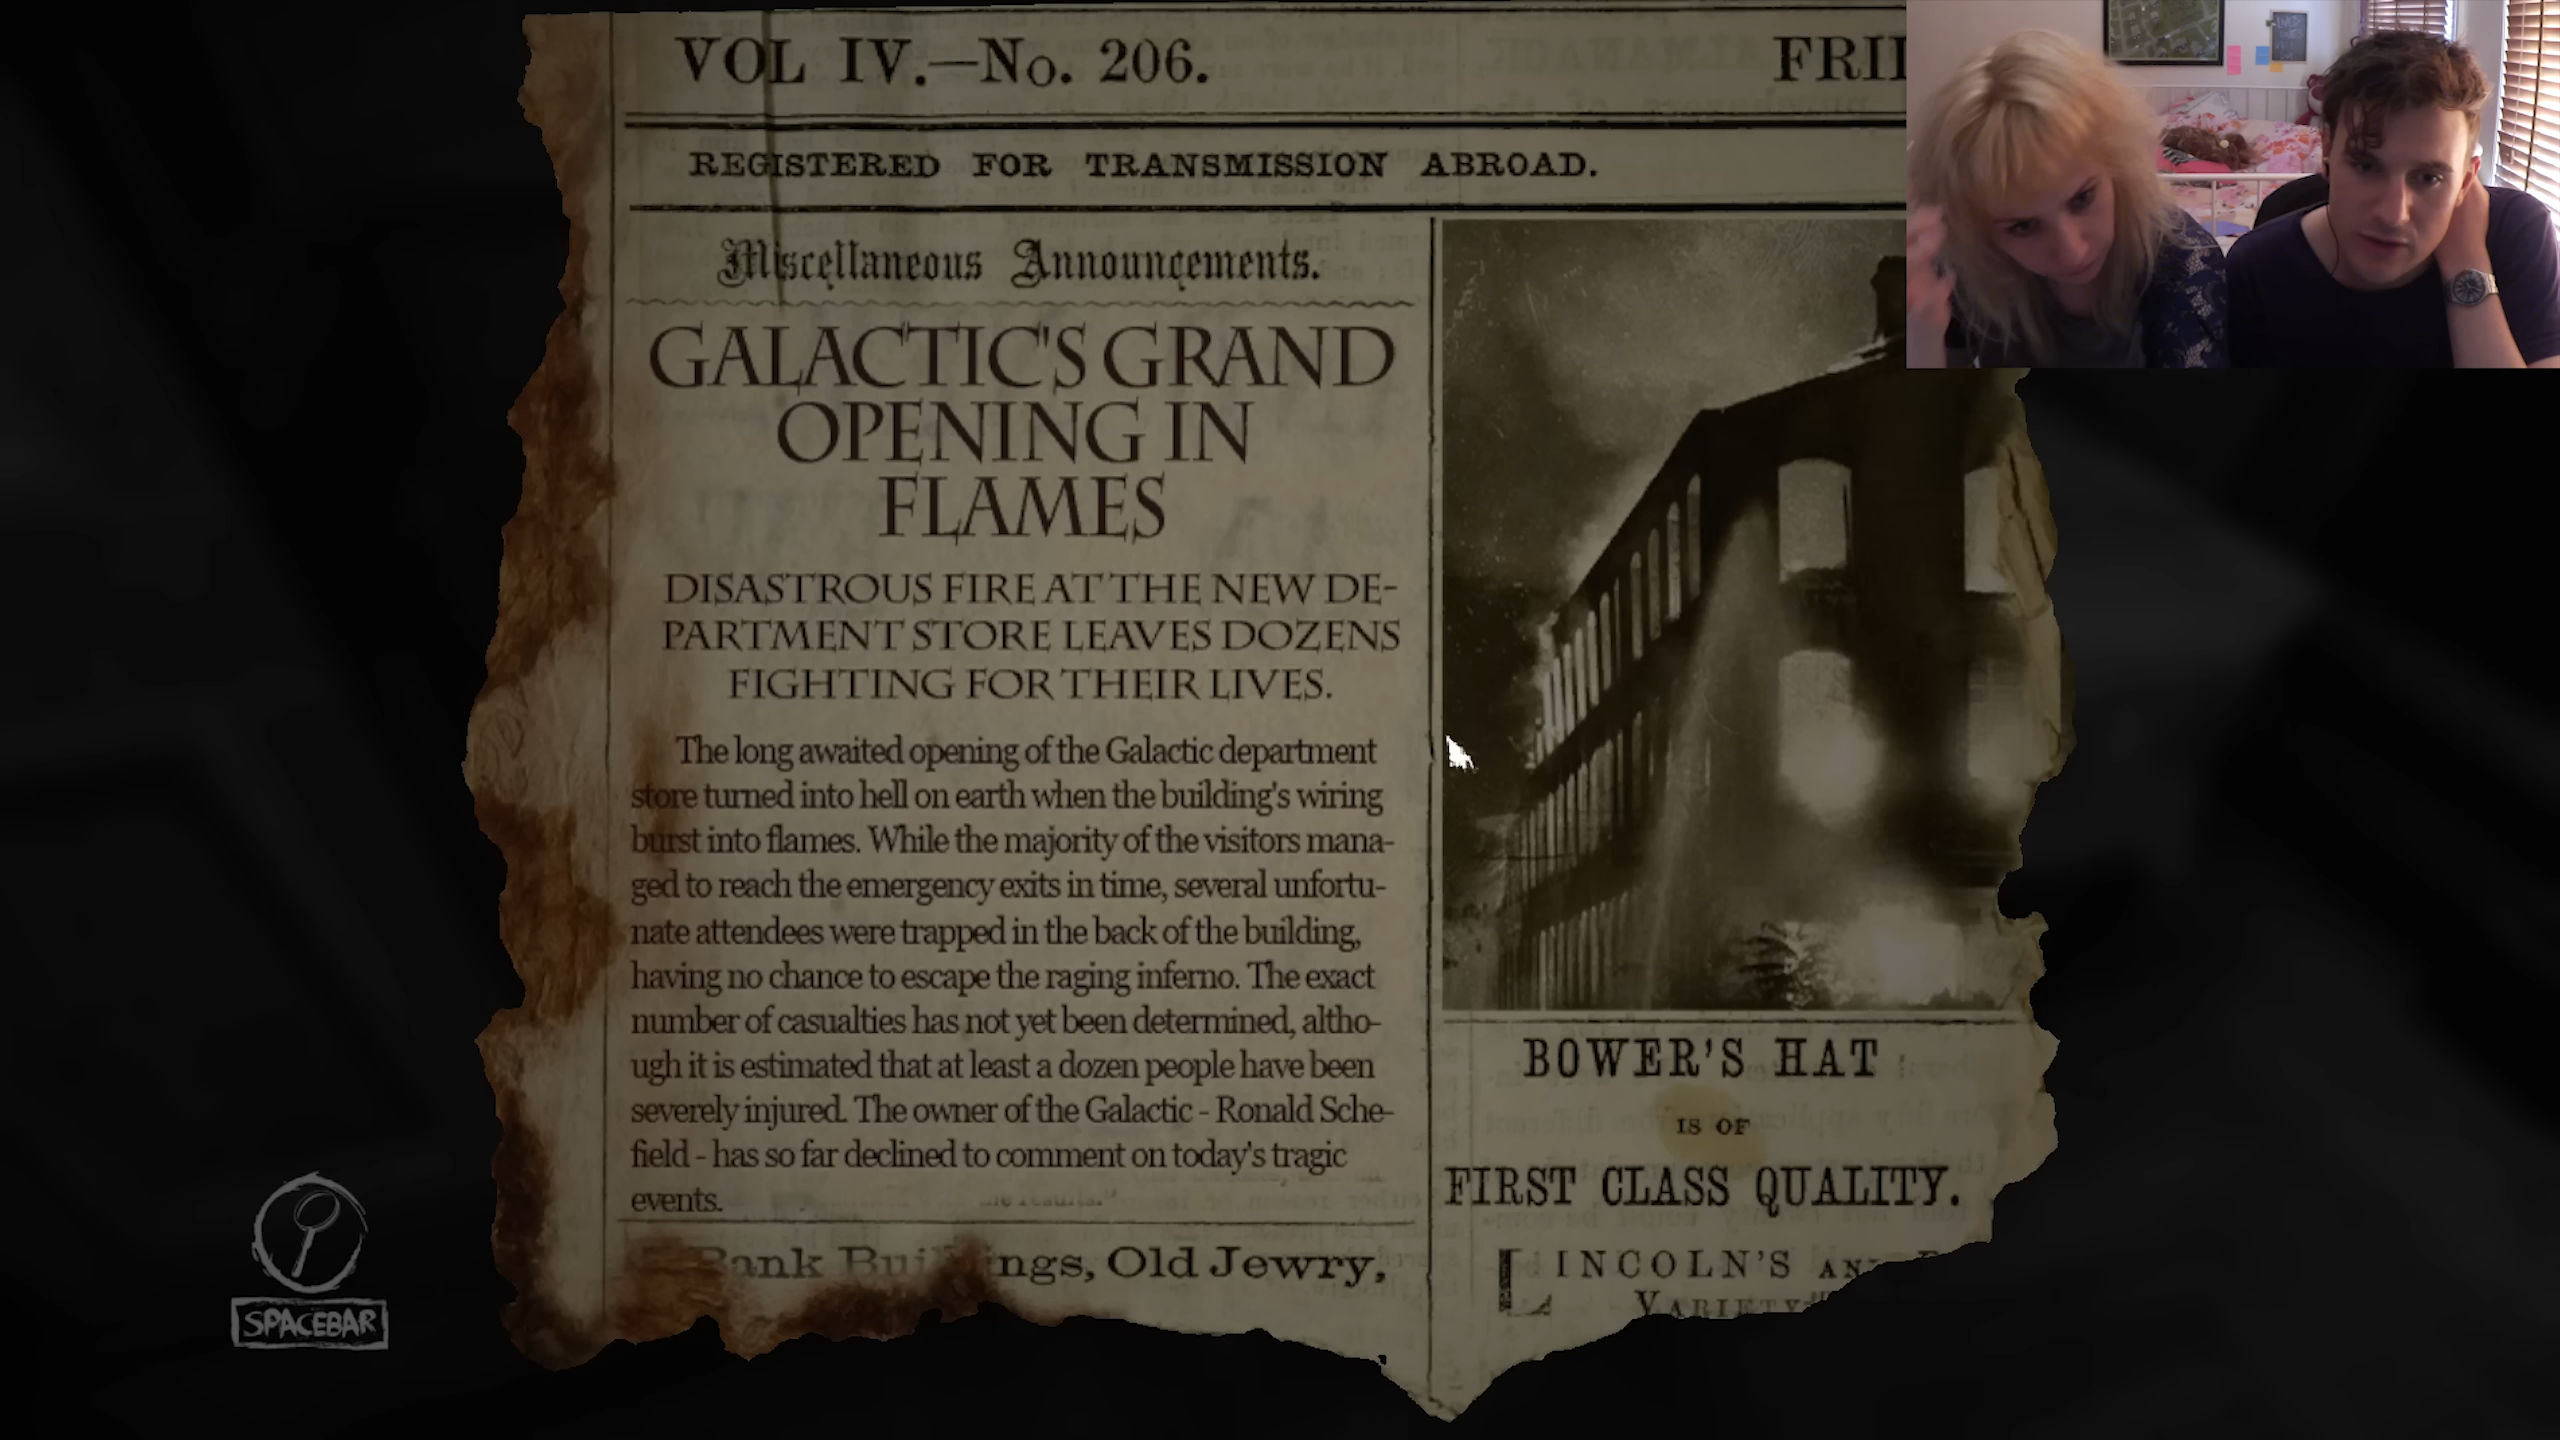 VOL IV.—No. 206.
REGISTERED FOR TRANSMISSION ABROAD.
Miscellaneous Announcements.
GALACTIC'S GRAND
OPENING IN
FLAMES
DISASTROUS FIRE AT THE NEW DE-
PARTMENT STORE LEAVES DOZENS
FIGHTING FOR THEIR LIVES.
The long awaited opening of the Galactic department
store turned into hell on earth when the building's wiring
burst into flames. While the majority of the visitors mana-
ged to reach the emergency exits in time, several unfortu-
nate attendees were trapped in the back of the building,
having no chance to escape the raging inferno. The exact
number of casualties has not yet been determined, altho-
ugh it is estimated that at least a dozen people have been
severely injured. The owner of the Galactic - Ronald Sche-
field - has so far declined to comment on today's tragic
events.
Old Jewry,
BOWER'S HAT
IS OF
FIRST CLASS QUALITY.
LINCOLN'S
VARIETY
SPACEBAR